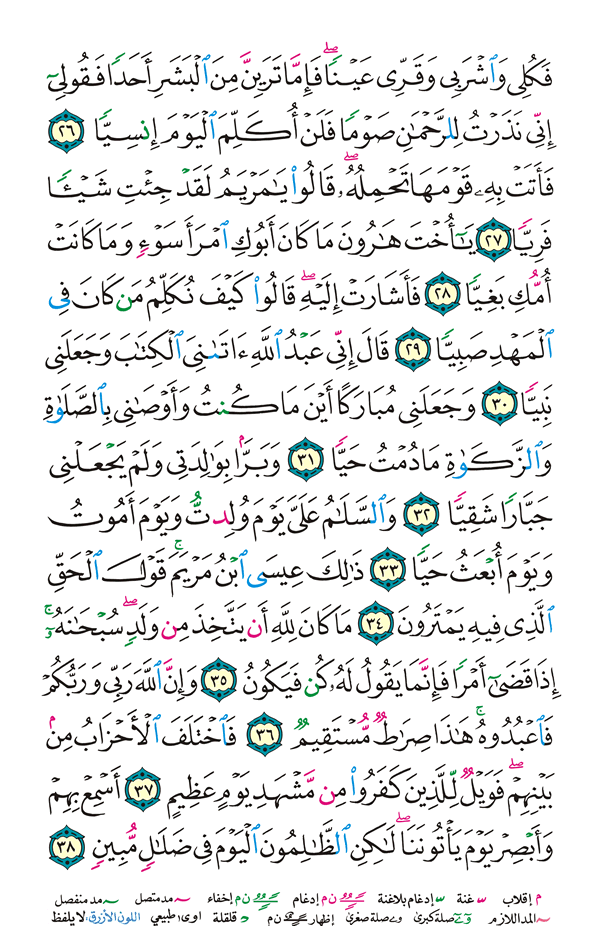 فَكُلِى وَٱشْرَبِى وَقَرِّى عَيْنًاۖ فَإِمَّا تَرَيِنَّ مِنَ ٱلْبَشَرِ أَحَدًا فَقُولِىٓ
إِنِّى نَذَرْتُ لِلرَّحْمَٰنِ صَوْمًا فَلَنْ أُكَلِّمَ ٱلْيَوْمَ إِنسِيًّا ٢٦
فَأَتَتْ بِهِۦ قَوْمَهَا تَحْمِلُهُۥۖ قَالُوا۟ يَٰمَرْيَمُ لَقَدْ جِئْتِ شَيْـًٔا
فَرِيًّا ٢٧ يَٰٓأُخْتَ هَٰرُونَ مَا كَانَ أَبُوكِ ٱمْرَأَ سَوْءٍ وَمَا كَانَتْ
أُمُّكِ بَغِيًّا ٢٨ فَأَشَارَتْ إِلَيْهِۖ قَالُوا۟ كَيْفَ نُكَلِّمُ مَن كَانَ فِى
ٱلْمَهْدِ صَبِيًّا ٢٩ قَالَ إِنِّى عَبْدُ ٱللَّهِ ءَاتَىٰنِىَ ٱلْكِتَٰبَ وَجَعَلَنِى
نَبِيًّا ٣٠ وَجَعَلَنِى مُبَارَكًا أَيْنَ مَا كُنتُ وَأَوْصَٰنِى بِٱلصَّلَوٰةِ
وَٱلزَّكَوٰةِ مَا دُمْتُ حَيًّا ٣١ وَبَرًّۢا بِوَٰلِدَتِى وَلَمْ يَجْعَلْنِى
جَبَّارًا شَقِيًّا ٣٢ وَٱلسَّلَٰمُ عَلَىَّ يَوْمَ وُلِدتُّ وَيَوْمَ أَمُوتُ
وَيَوْمَ أُبْعَثُ حَيًّا ٣٣ ذَٰلِكَ عِيسَى ٱبْنُ مَرْيَمَۚ قَوْلَ ٱلْحَقِّ
ٱلَّذِى فِيهِ يَمْتَرُونَ ٣٤ مَا كَانَ لِلَّهِ أَن يَتَّخِذَ مِن وَلَدٍۖ سُبْحَٰنَهُۥٓۚ
إِذَا قَضَىٰٓ أَمْرًا فَإِنَّمَا يَقُولُ لَهُۥ كُن فَيَكُونُ ٣٥ وَإِنَّ ٱللَّهَ رَبِّى وَرَبُّكُمْ
فَٱعْبُدُوهُۚ هَٰذَا صِرَٰطٌ مُّسْتَقِيمٌ ٣٦ فَٱخْتَلَفَ ٱلْأَحْزَابُ مِنۢ
بَيْنِهِمْۖ فَوَيْلٌ لِّلَّذِينَ كَفَرُوا۟ مِن مَّشْهَدِ يَوْمٍ عَظِيمٍ ٣٧ أَسْمِعْ بِهِمْ
وَأَبْصِرْ يَوْمَ يَأْتُونَنَاۖ لَٰكِنِ ٱلظَّٰلِمُونَ ٱلْيَوْمَ فِى ضَلَٰلٍ مُّبِينٍ ٣٨
م إقلاب غنة إدغام بلاغنة ن م إدغام ن م إخفاء مد متصل مد منفصل
المد اللازم صلة كبرى صلة صغرى إظهار ن م قلقلة اوى طبيعي اللون الأزرق: لا يلفظ